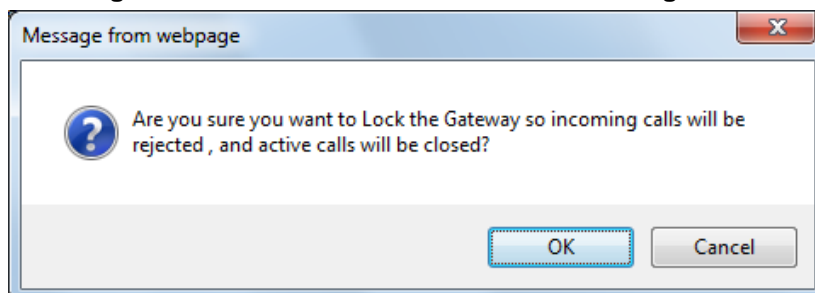 Message from webpage
Are you sure you want to Lock the Gateway so incoming calls will be
rejected , and active calls will be closed?
OK Cancel